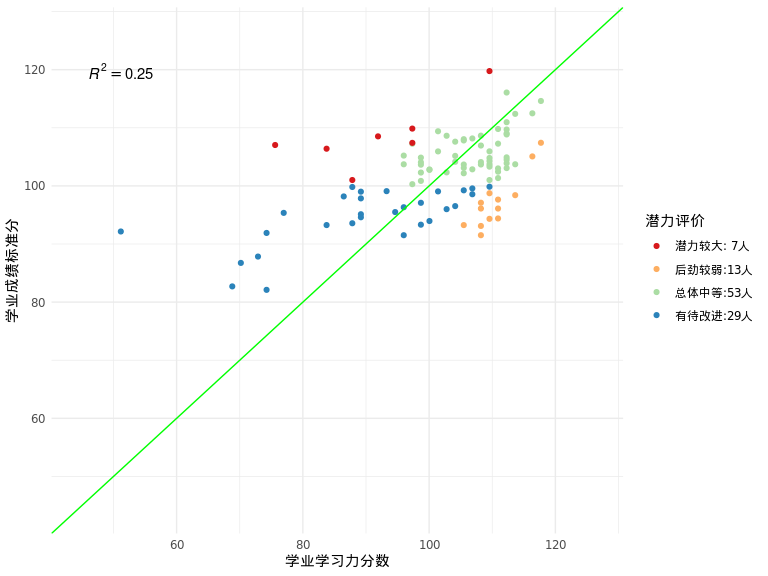 R² = 0.25
120
100
80
60
学业成绩标准分
60
80
100
120
学业学习力分数
潜力评价
潜力较大: 7人
后劲较弱:13人
总体中等:53人
有待改进:29人